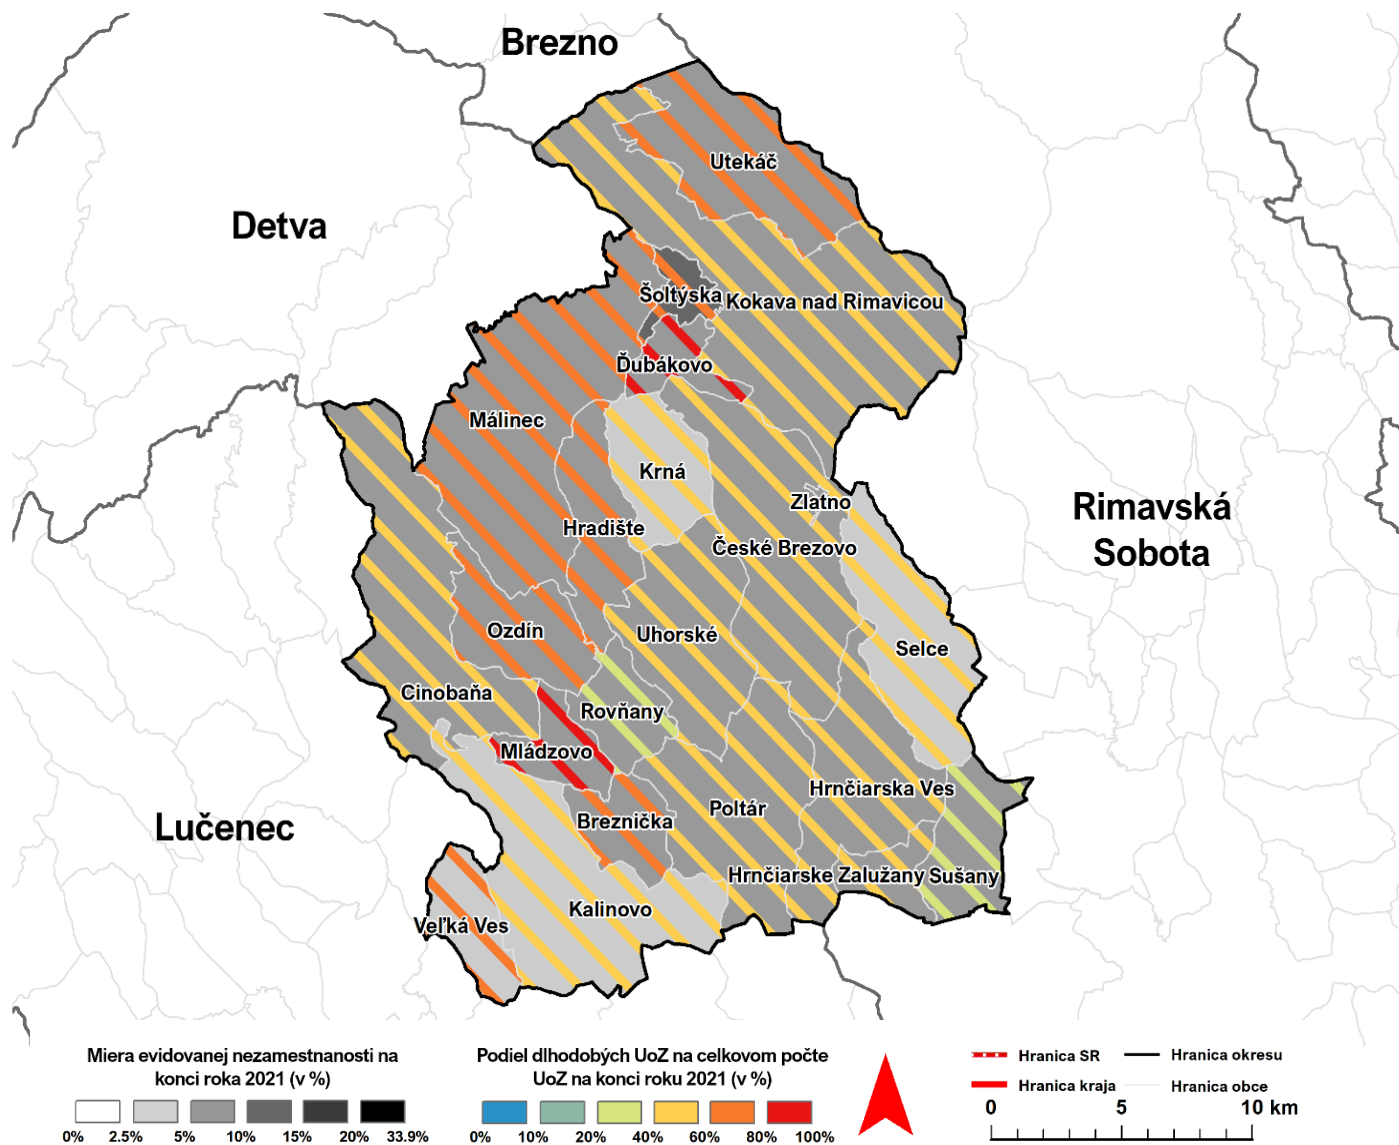 Brezno
Utekáč
Detva
Šoltýska
Kokava nad Rimavicou
Ďubákovo
Málinec
Krná
Zlatno
Rimavská
Sobota
Hradište
České Brezovo
Ozdín
Uhorské
Selce
Cinobaňa
Rovňany
Mládzovo
Hrnčiarska Ves
Poltár
Lučenec
Breznička
Hrnčiarske Zalužany
Sušany
Kalinovo
Veľká Ves
Miera evidovanej nezamestnanosti na
konci roka 2021 (v %)
0% 2.5% 5% 10% 15% 20% 33.9%
Podiel dlhodobých UoZ na celkovom počte
UoZ na konci roku 2021 (v %)
0% 10% 20% 40% 60% 80% 100%
Hranica SR
Hranica okresu
Hranica kraja
Hranica obce
0 5 10 km